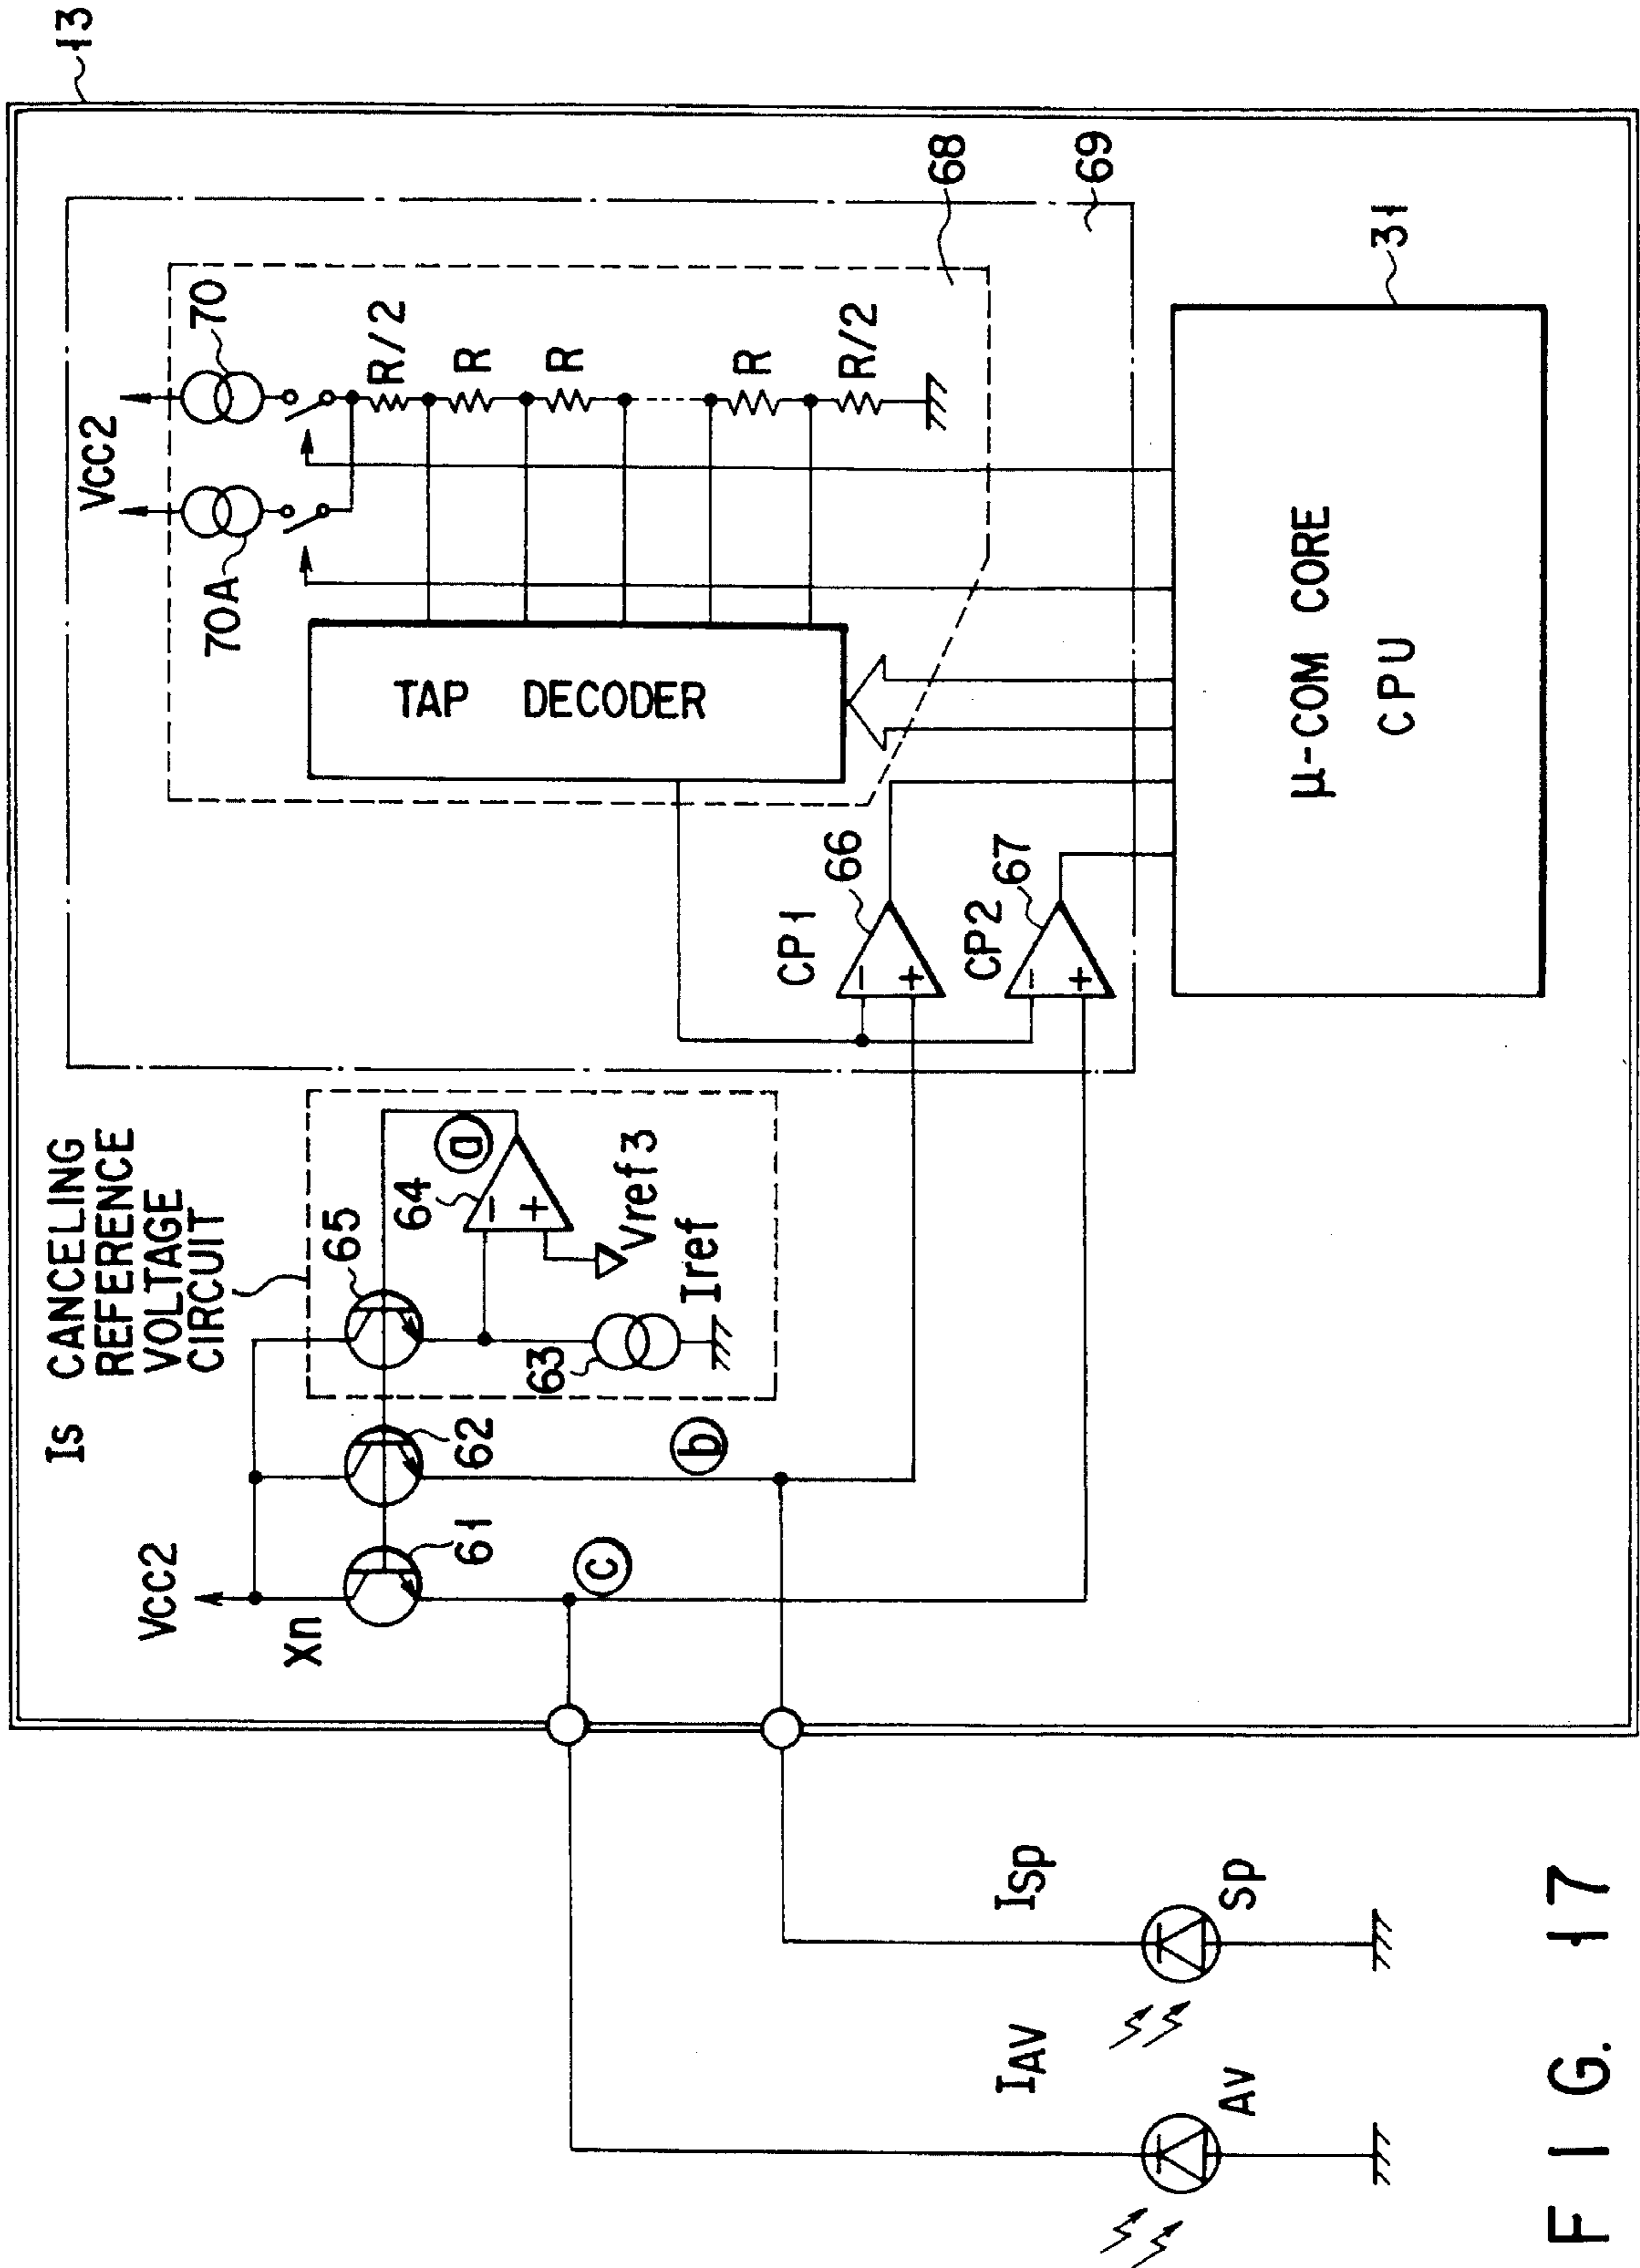 13
Is CANCELING
REFERENCE
VOLTAGE
CIRCUIT
VCC2
Xn
61
62
65
64
a
Vref3
Iref
63
b
c
VCC2
70A
70
R/2
R
R
R
R/2
TAP DECODER
68
69
CP1
66
CP2
67
-
+
-
+
-
+
μ-COM CORE
CPU
31
IAV
AV
ISP
SP
FIG. 17